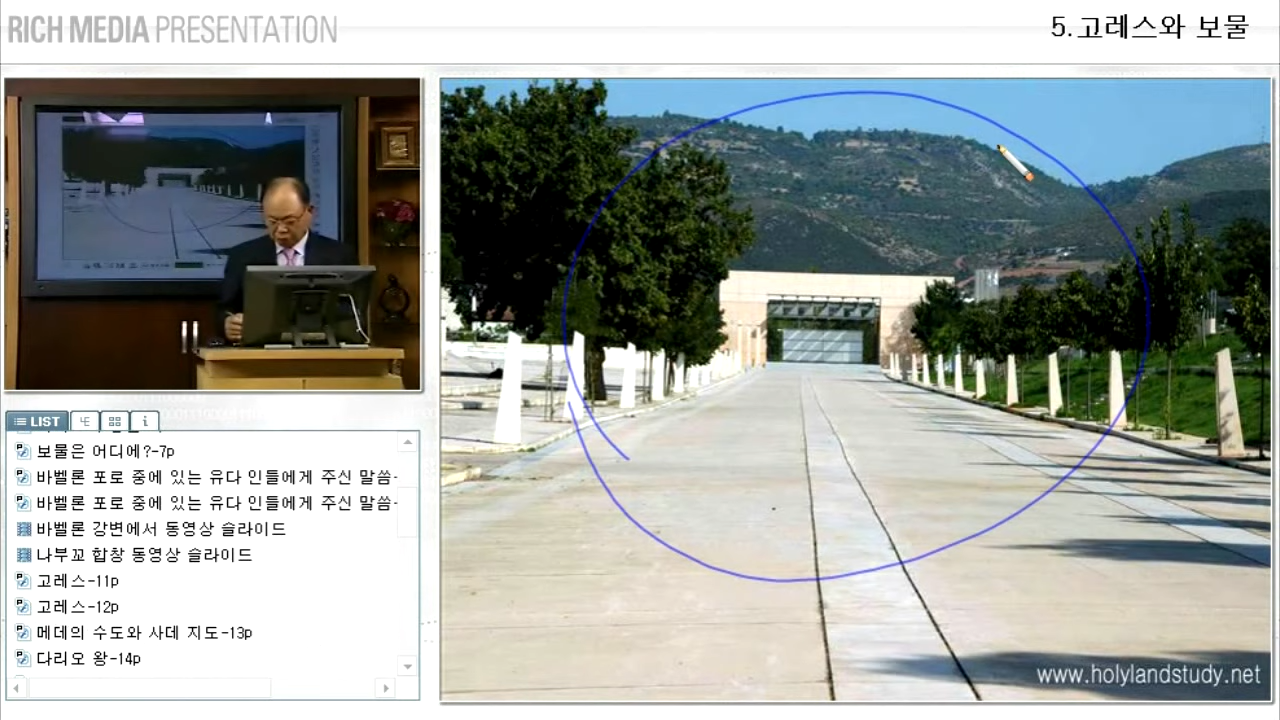 RICH MEDIA PRESENTATION
5.고레스와 보물
www.holylandstudy.net
LIST
보물은 어디에?-7p
바벨론 포로 중에 있는 유다 인들에게 주신 말씀-
바벨론 포로 중에 있는 유다 인들에게 주신 말씀-
바벨론 강변에서 동영상 슬라이드
나부꼬 합창 동영상 슬라이드
고레스-11p
고레스-12p
메데의 수도와 사데 지도-13p
다리오 왕-14p